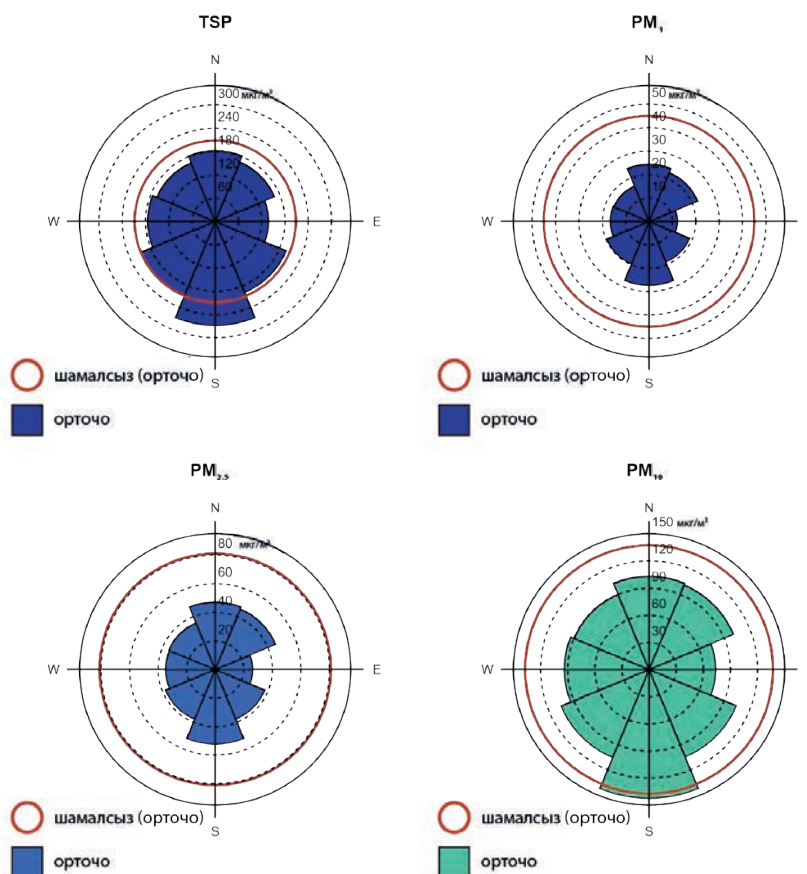 TSP
N
300 мкг/м³
240
180
120
60
W
E
S
шамалсыз (орточо)
орточо
PM₁
N
50 мкг/м³
40
30
20
10
W
S
шамалсыз (орточо)
орточо
PM₂.₅
N
80 мкг/м³
60
40
20
W
E
S
шамалсыз (орточо)
орточо
PM₁₀
N
150 мкг/м³
120
90
60
30
W
S
шамалсыз (орточо)
орточо